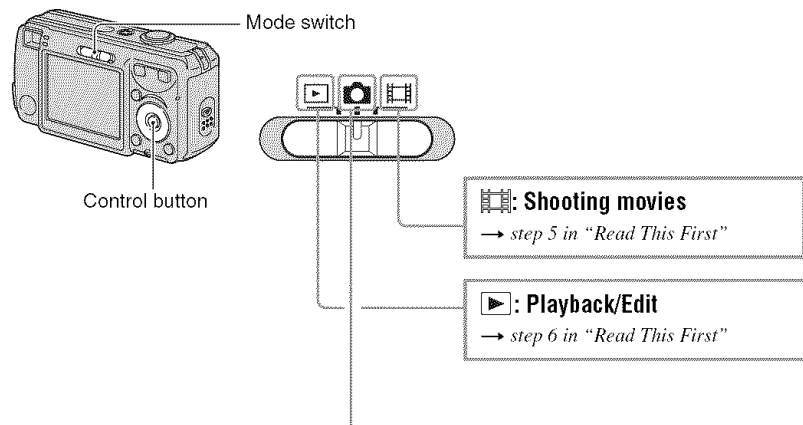 Mode switch
Control button
: Shooting movies
→ step 5 in “Read This First”
: Playback/Edit
→ step 6 in “Read This First”